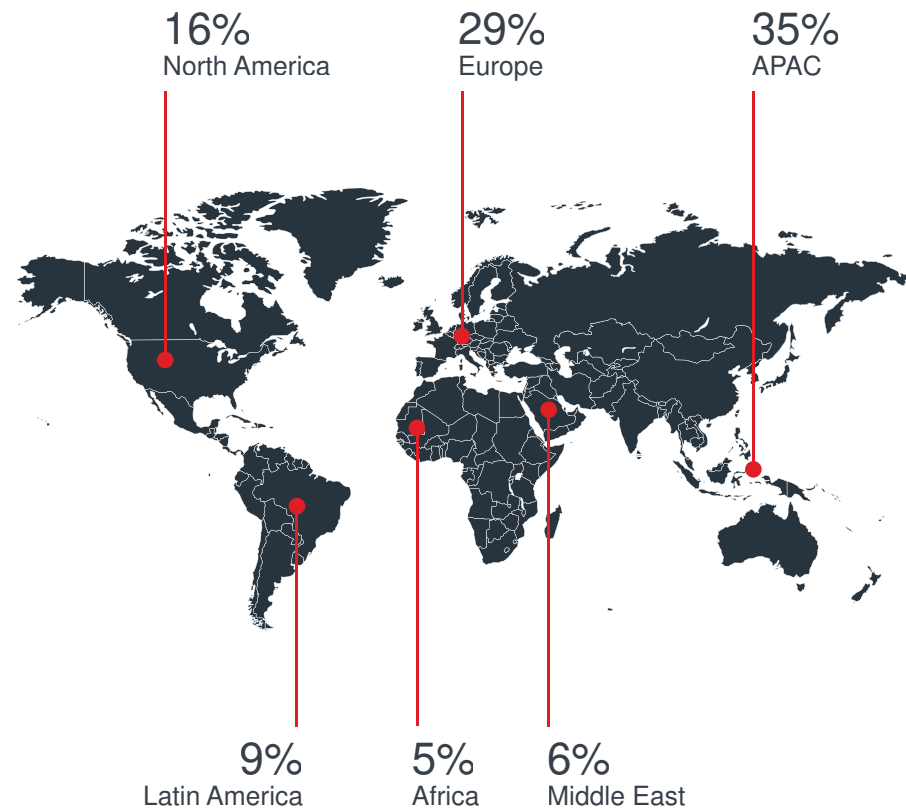 16%
North America
29%
Europe
35%
APAC
9%
Latin America
5%
Africa
6%
Middle East